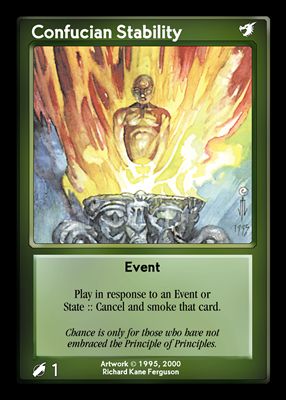 Confucian Stability
1995
Event
Play in response to an Event or
State :: Cancel and smoke that card.
Chance is only for those who have not
embraced the Principle of Principles.
1
Artwork © 1995, 2000
Richard Kane Ferguson